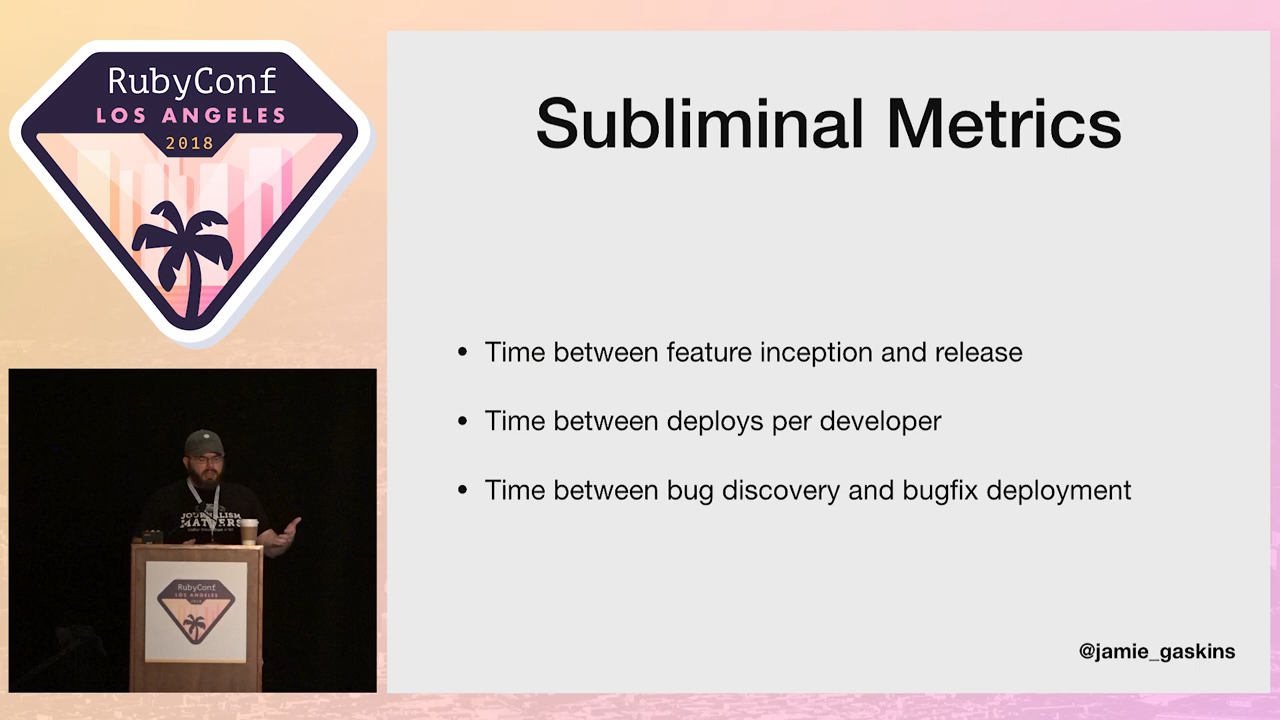 RubyConf
LOS ANGELES
2018
Subliminal Metrics
• Time between feature inception and release
• Time between deploys per developer
• Time between bug discovery and bugfix deployment
@jamie_gaskins
JOURNALISM
MATTERS
RubyConf
LOS ANGELES
2018